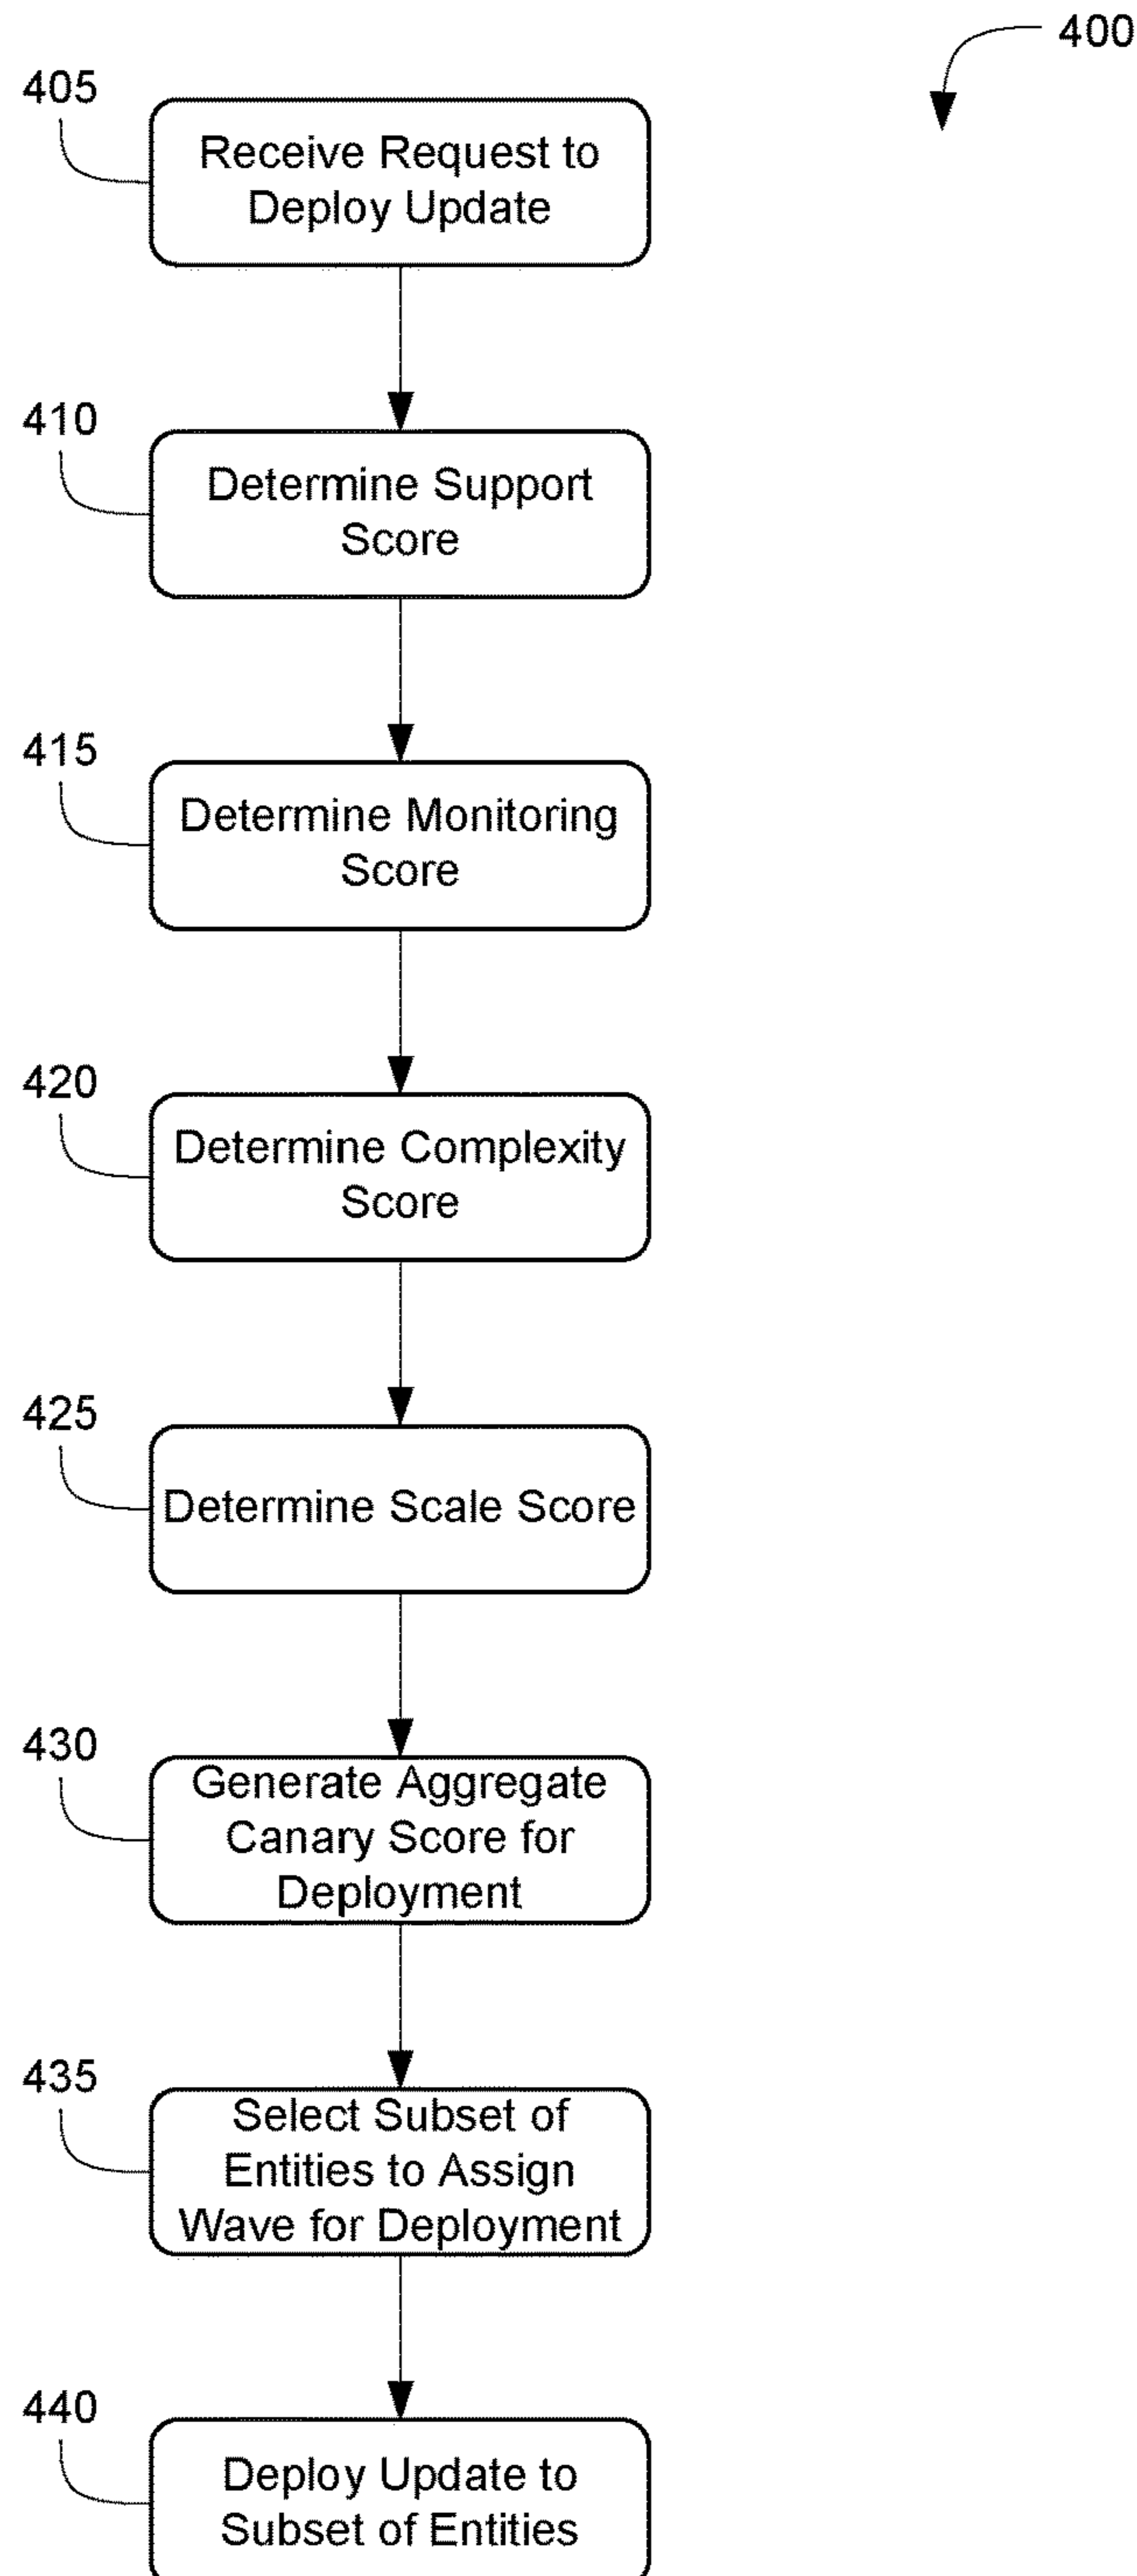 400
405
Receive Request to
Deploy Update
410
Determine Support
Score
415
Determine Monitoring
Score
420
Determine Complexity
Score
425
Determine Scale Score
430
Generate Aggregate
Canary Score for
Deployment
435
Select Subset of
Entities to Assign
Wave for Deployment
440
Deploy Update to
Subset of Entities